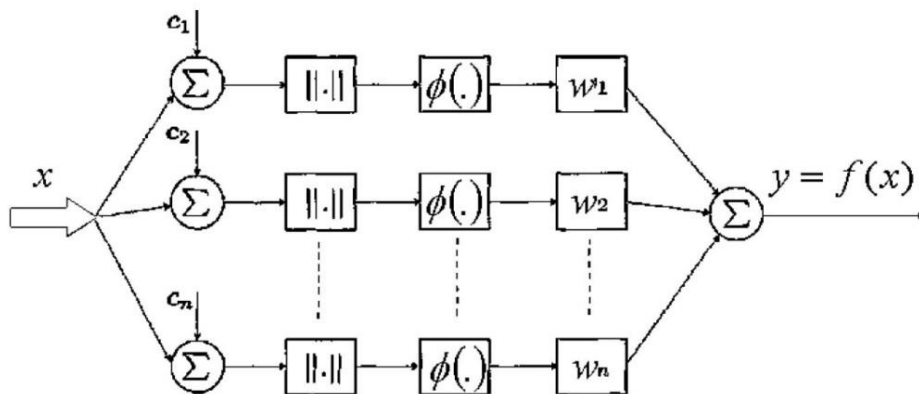 c₁
Σ ‖.‖ ϕ(.) w₁
c₂
x
Σ ‖.‖ ϕ(.) w₂ Σ y = f(x)
cₙ
Σ ‖.‖ ϕ(.) wₙ